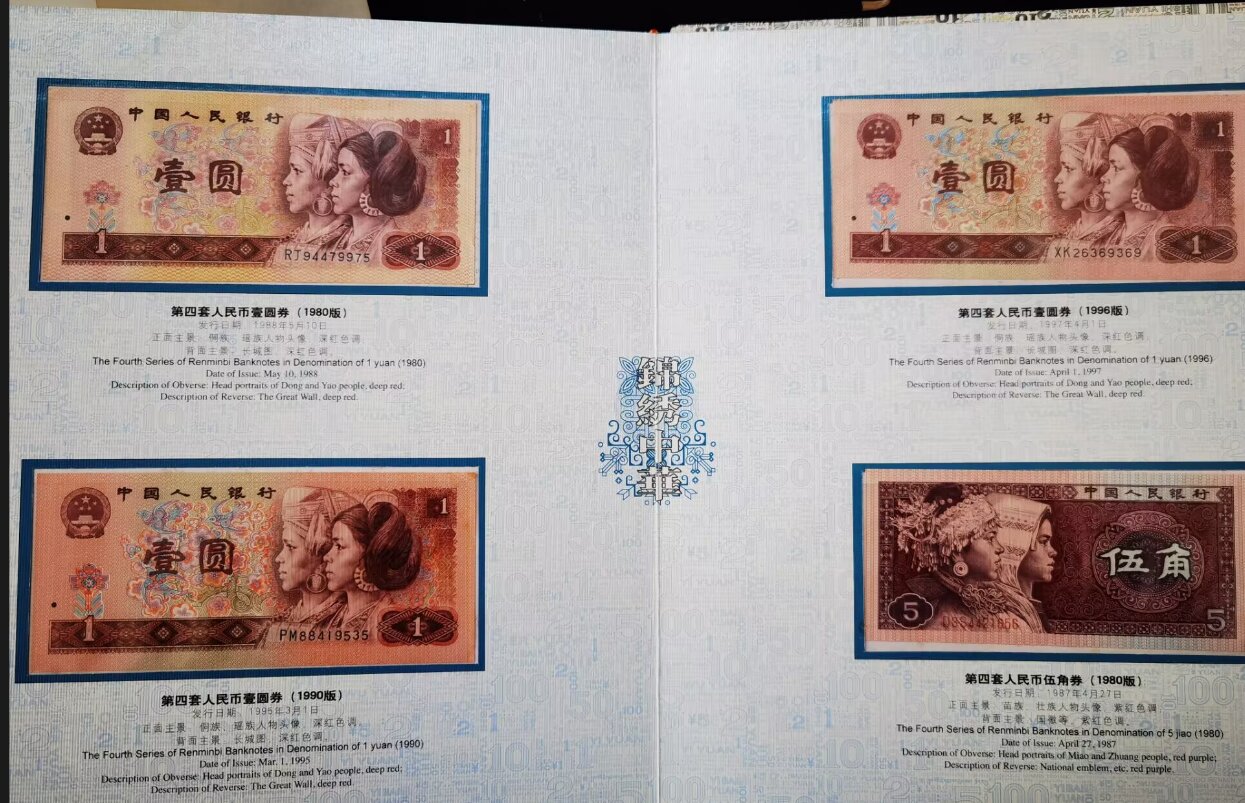 中国人民银行
1
壹圆
1
RJ94479975
1
第四套人民币壹圆券（1980版）
发行日期 1988年5月10日
正面主景 侗族 瑶族人物头像 深红色调
背面主景：长城图 深红色调。
The Fourth Series of Renminbi Banknotes in Denomination of 1 yuan (1980)
Date of Issue: May 10, 1988
Description of Obverse: Head portraits of Dong and Yao people, deep red;
Description of Reverse: The Great Wall, deep red.
中国人民银行
1
壹圆
1
PM88419535
1
第四套人民币壹圆券（1990版）
发行日期 1995年3月1日
正面主景 侗族 瑶族人物头像 深红色调
背面主景 长城图 深红色调。
The Fourth Series of Renminbi Banknotes in Denomination of 1 yuan (1990)
Date of Issue: Mar. 1, 1995
Description of Obverse: Head portraits of Dong and Yao people, deep red;
Description of Reverse: The Great Wall, deep red.
錦
綉
中
華
中国人民银行
1
壹圆
1
XK26369369
1
第四套人民币壹圆券（1996版）
发行日期 1997年4月1日
正面主景 侗族 瑶族人物头像 深红色调
背面主景 长城图 深红色调。
The Fourth Series of Renminbi Banknotes in Denomination of 1 yuan (1996)
Date of Issue: April 1, 1997
Description of Obverse: Head portraits of Dong and Yao people, deep red;
Description of Reverse: The Great Wall, deep red.
中国人民银行
伍角
5
5
第四套人民币伍角券（1980版）
发行日期 1987年4月27日
正面主景 苗族 壮族人物头像 紫红色调
背面主景 国徽等 紫红色调。
The Fourth Series of Renminbi Banknotes in Denomination of 5 jiao (1980)
Date of Issue: April 27, 1987
Description of Obverse: Head portraits of Miao and Zhuang people, red purple;
Description of Reverse: National emblem, etc. red purple.